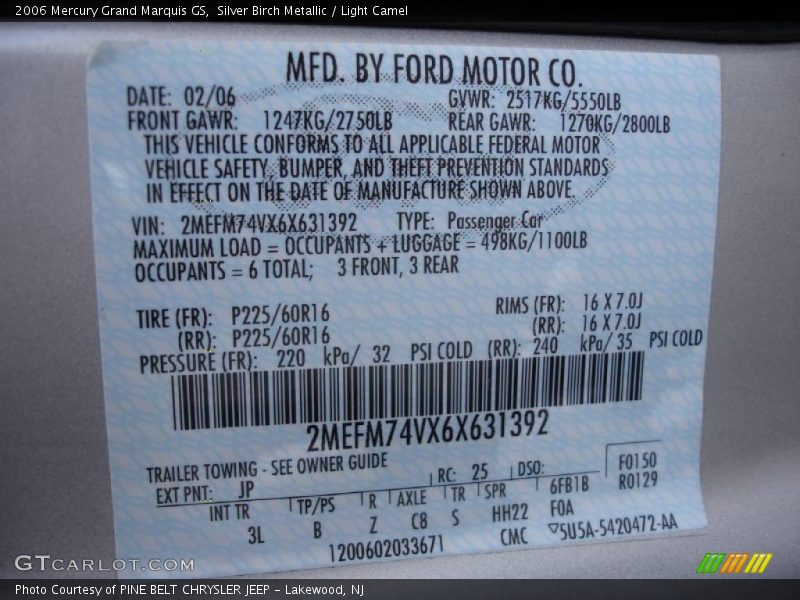 2006 Mercury Grand Marquis GS,  Silver Birch Metallic / Light Camel
MFD. BY FORD MOTOR CO.
DATE: 02/06 GVWR: 2517KG/5550LB
FRONT GAWR: 1247KG/2750LB REAR GAWR: 1270KG/2800LB
THIS VEHICLE CONFORMS TO ALL APPLICABLE FEDERAL MOTOR
VEHICLE SAFETY, BUMPER, AND THEFT PREVENTION STANDARDS
IN EFFECT ON THE DATE OF MANUFACTURE SHOWN ABOVE.
VIN: 2MEFM74VX6X631392 TYPE: Passenger Car
MAXIMUM LOAD = OCCUPANTS + LUGGAGE = 498KG/1100LB
OCCUPANTS = 6 TOTAL; 3 FRONT, 3 REAR
TIRE (FR): P225/60R16 RIMS (FR): 16 X 7.0J
(RR): P225/60R16 (RR): 16 X 7.0J
PRESSURE (FR): 220 kPa/ 32 PSI COLD (RR): 240 kPa/ 35 PSI COLD
2MEFM74VX6X631392
TRAILER TOWING - SEE OWNER GUIDE RC: 25 DSO: F0150
EXT PNT: JP R0129
INT TR TP/PS R AXLE TR SPR 6FB1B
3L B Z C8 S HH22 FOA
120060203​3671 CMC ▽5U5A-5420472-AA
GTCARLOT.COM
Photo Courtesy of PINE BELT CHRYSLER JEEP - Lakewood, NJ